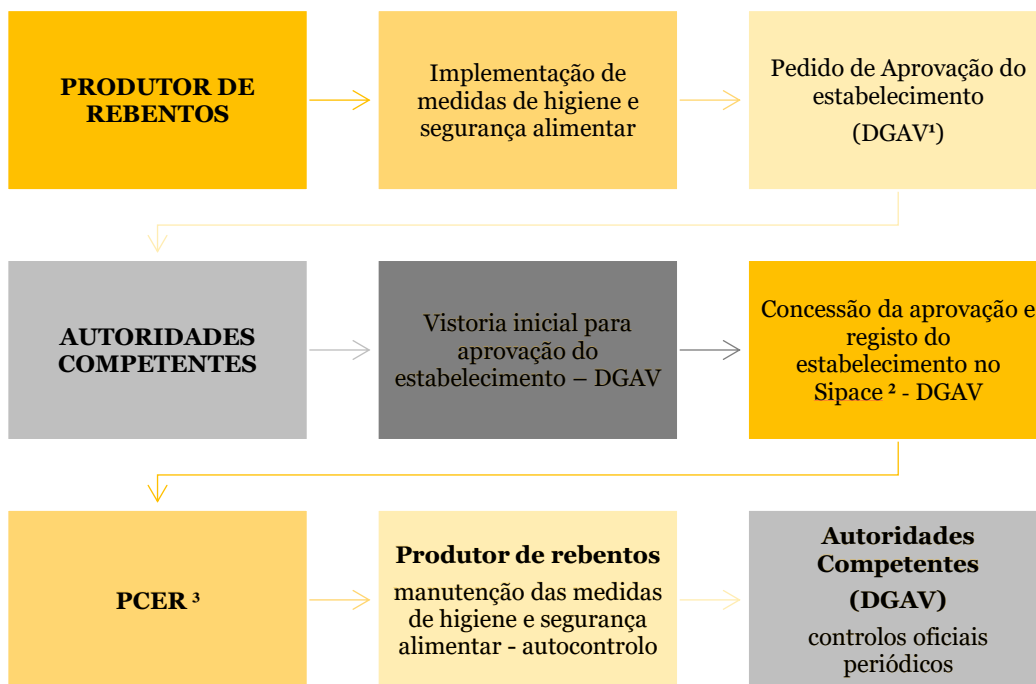 PRODUTOR DE
REBENTOS
Implementação de
medidas de higiene e
segurança alimentar
Pedido de Aprovação do
estabelecimento
(DGAV¹)
AUTORIDADES
COMPETENTES
Vistoria inicial para
aprovação do
estabelecimento – DGAV
Concessão da aprovação e
registo do
estabelecimento no
Sipace ² - DGAV
PCER ³
Produtor de rebentos
manutenção das medidas
de higiene e segurança
alimentar - autocontrolo
Autoridades
Competentes
(DGAV)
controlos oficiais
periódicos